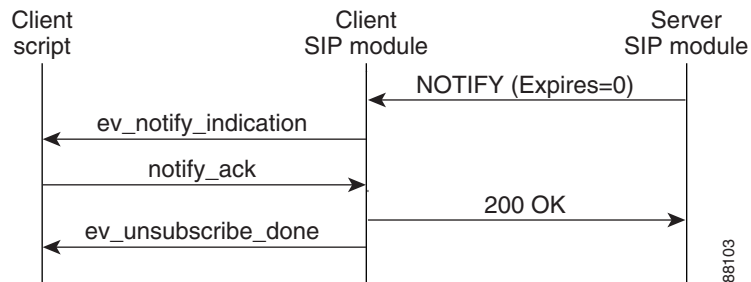 Client
script
Client
SIP module
Server
SIP module
NOTIFY (Expires=0)
ev_notify_indication
notify_ack
200 OK
ev_unsubscribe_done
88103